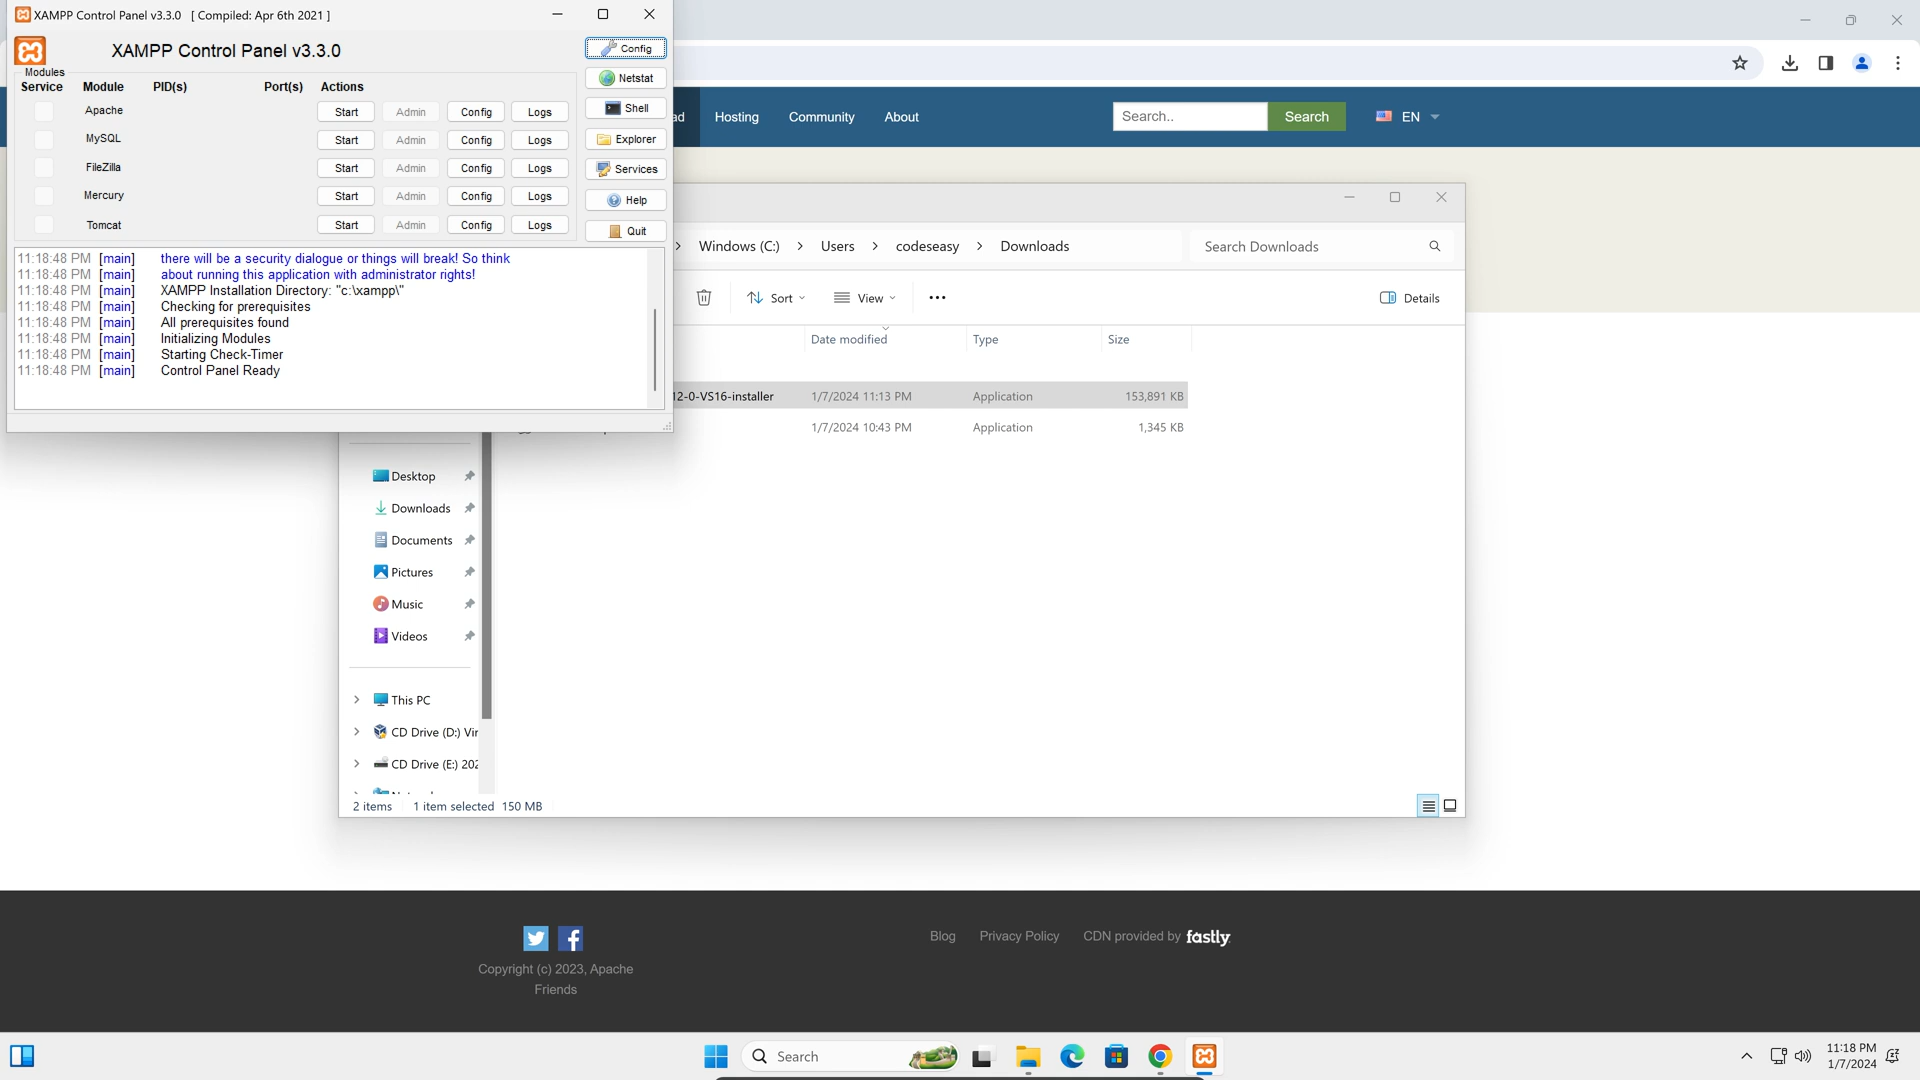 XAMPP Control Panel v3.3.0 [ Compiled: Apr 6th 2021 ]
XAMPP Control Panel v3.3.0
Config
Modules
Service Module PID(s) Port(s) Actions
Netstat
Apache Start Admin Config Logs
Shell
MySQL Start Admin Config Logs
Explorer
FileZilla Start Admin Config Logs
Services
Mercury Start Admin Config Logs
Help
Tomcat Start Admin Config Logs
Quit
11:18:48 PM [main] there will be a security dialogue or things will break! So think
11:18:48 PM [main] about running this application with administrator rights!
11:18:48 PM [main] XAMPP Installation Directory: "c:\xampp\"
11:18:48 PM [main] Checking for prerequisites
11:18:48 PM [main] All prerequisites found
11:18:48 PM [main] Initializing Modules
11:18:48 PM [main] Starting Check-Timer
11:18:48 PM [main] Control Panel Ready
ad Hosting Community About Search.. Search EN
Windows (C:) > Users > codeseasy > Downloads Search Downloads
Sort View ... Details
Date modified Type Size
12-0-VS16-installer 1/7/2024 11:13 PM Application 153,891 KB
1/7/2024 10:43 PM Application 1,345 KB
Desktop
Downloads
Documents
Pictures
Music
Videos
This PC
CD Drive (D:) Vir
CD Drive (E:) 202
2 items 1 item selected 150 MB
Blog Privacy Policy CDN provided by fastly
Copyright (c) 2023, Apache
Friends
Search
11:18 PM
1/7/2024